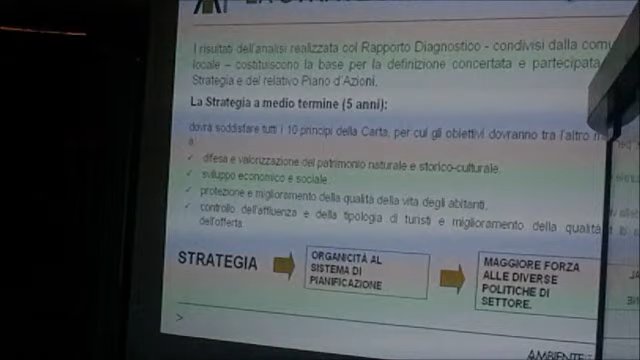 LA STRATE
I risultati dell'analisi realizzata col Rapporto Diagnostico - condivisi dalla comu
locale – costituiscono la base per la definizione concertata e partecipata
Strategia e del relativo Piano d'Azioni.
La Strategia a medio termine (5 anni):
dovrà soddisfare tutti i 10 principi della Carta, per cui gli obiettivi dovranno tra l'altro
a:
✓ difesa e valorizzazione del patrimonio naturale e storico-culturale.
✓ sviluppo economico e sociale.
✓ protezione e miglioramento della qualità della vita degli abitanti.
✓ controllo dell'affluenza e della tipologia di turisti e miglioramento della qualità
dell'offerta.
STRATEGIA
ORGANICITÀ AL
SISTEMA DI
PIANIFICAZIONE
MAGGIORE FORZA
ALLE DIVERSE
POLITICHE DI
SETTORE.
>
AMBIENTE